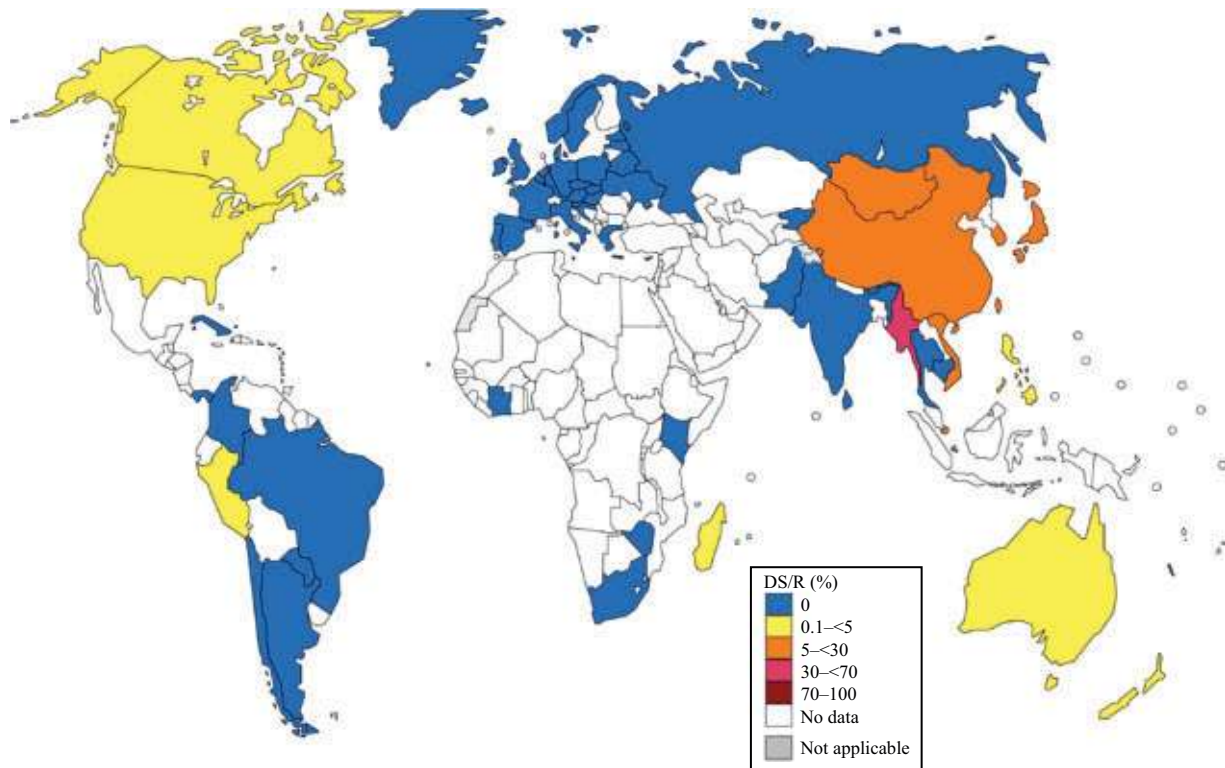 DS/R (%)
0
0.1–<5
5–<30
30–<70
70–100
No data
Not applicable